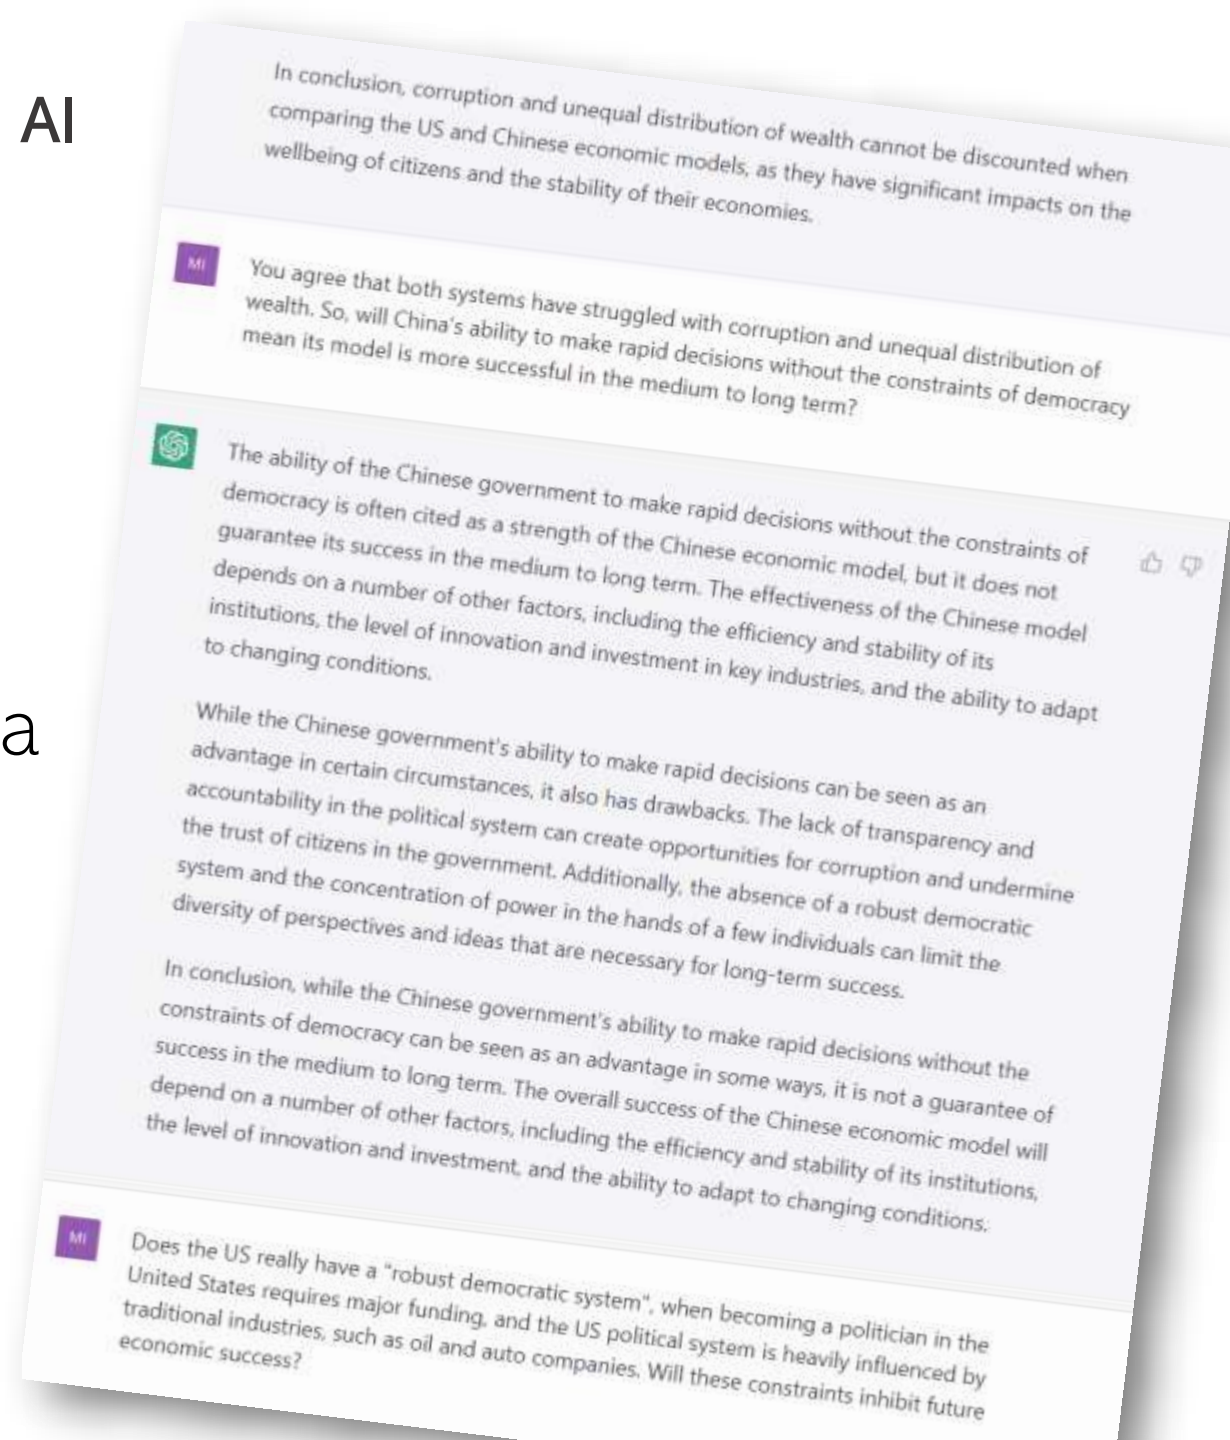 AI
a
In conclusion, corruption and unequal distribution of wealth cannot be discounted when
comparing the US and Chinese economic models, as they have significant impacts on the
wellbeing of citizens and the stability of their economies.
MI
You agree that both systems have struggled with corruption and unequal distribution of
wealth. So, will China's ability to make rapid decisions without the constraints of democracy
mean its model is more successful in the medium to long term?
The ability of the Chinese government to make rapid decisions without the constraints of
democracy is often cited as a strength of the Chinese economic model, but it does not
guarantee its success in the medium to long term. The effectiveness of the Chinese model
depends on a number of other factors, including the efficiency and stability of its
institutions, the level of innovation and investment in key industries, and the ability to adapt
to changing conditions.
While the Chinese government's ability to make rapid decisions can be seen as an
advantage in certain circumstances, it also has drawbacks. The lack of transparency and
accountability in the political system can create opportunities for corruption and undermine
the trust of citizens in the government. Additionally, the absence of a robust democratic
system and the concentration of power in the hands of a few individuals can limit the
diversity of perspectives and ideas that are necessary for long-term success.
In conclusion, while the Chinese government's ability to make rapid decisions without the
constraints of democracy can be seen as an advantage in some ways, it is not a guarantee of
success in the medium to long term. The overall success of the Chinese economic model will
depend on a number of other factors, including the efficiency and stability of its institutions,
the level of innovation and investment, and the ability to adapt to changing conditions.
MI
Does the US really have a "robust democratic system", when becoming a politician in the
United States requires major funding, and the US political system is heavily influenced by
traditional industries, such as oil and auto companies. Will these constraints inhibit future
economic success?